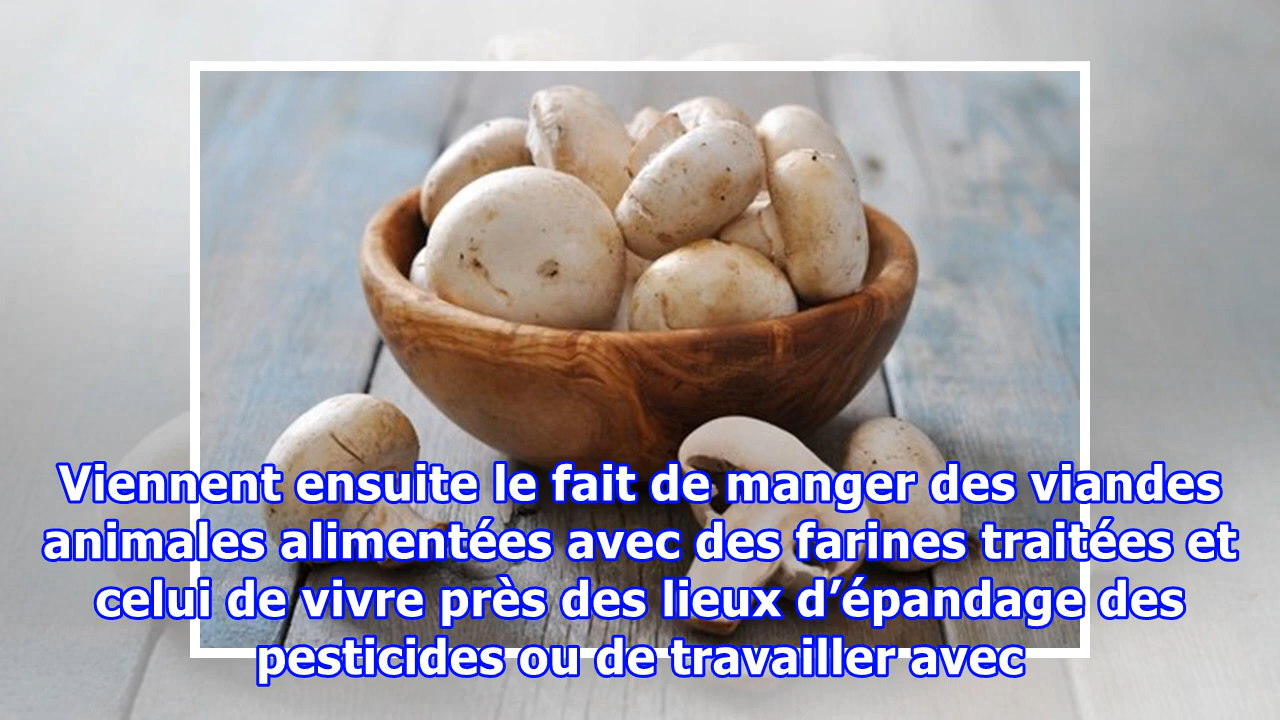 Viennent ensuite le fait de manger des viandes
animales alimentées avec des farines traitées et
celui de vivre près des lieux d’épandage des
pesticides ou de travailler avec